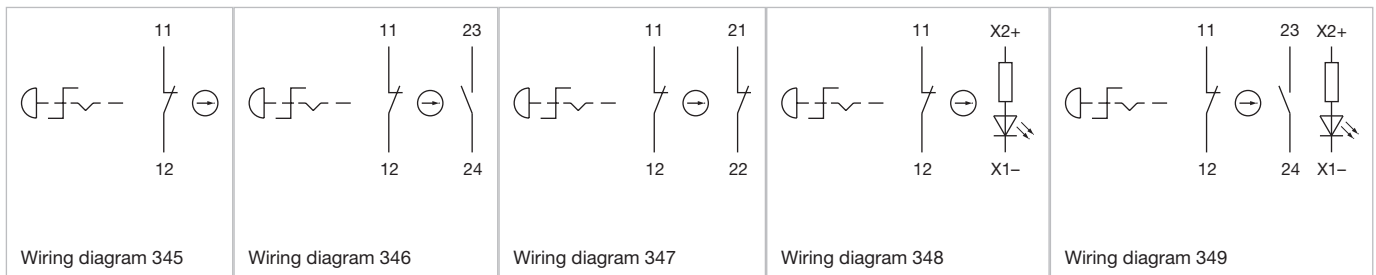 11
12
Wiring diagram 345
11 23
12 24
Wiring diagram 346
11 21
12 22
Wiring diagram 347
11 X2+
12 X1–
Wiring diagram 348
11 23 X2+
12 24 X1–
Wiring diagram 349